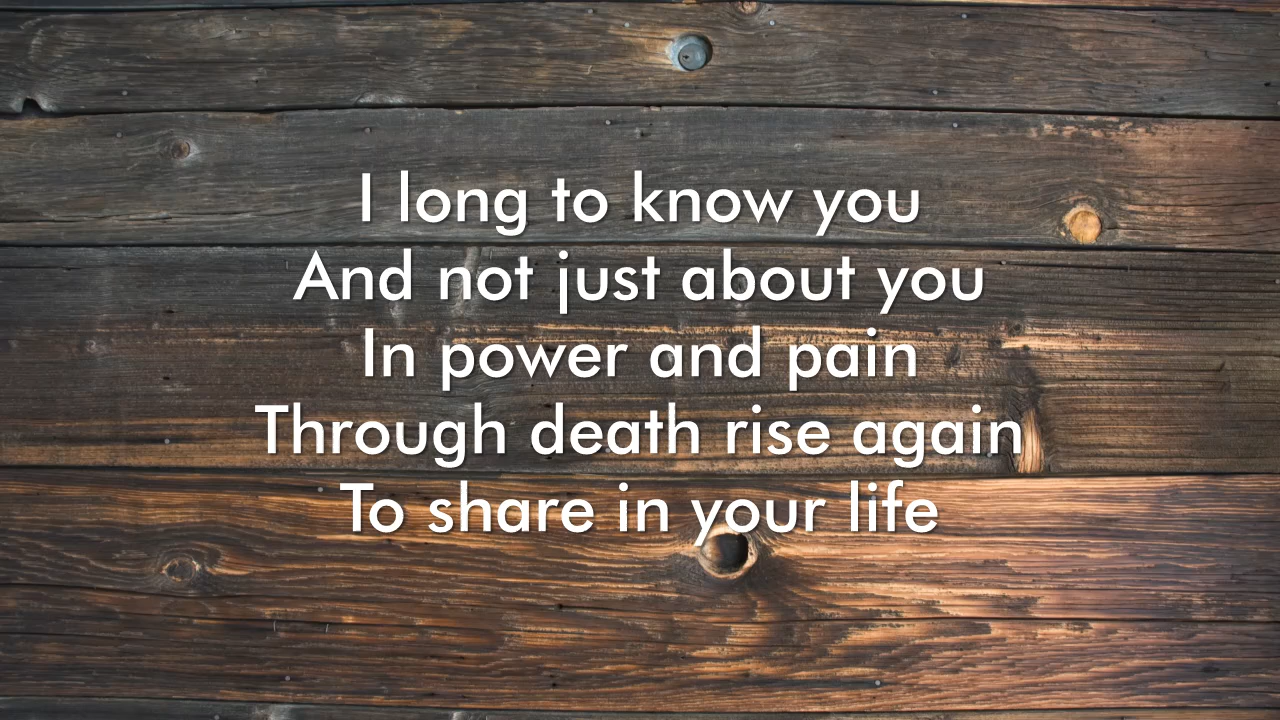 I long to know you
And not just about you
In power and pain
Through death rise again
To share in your life